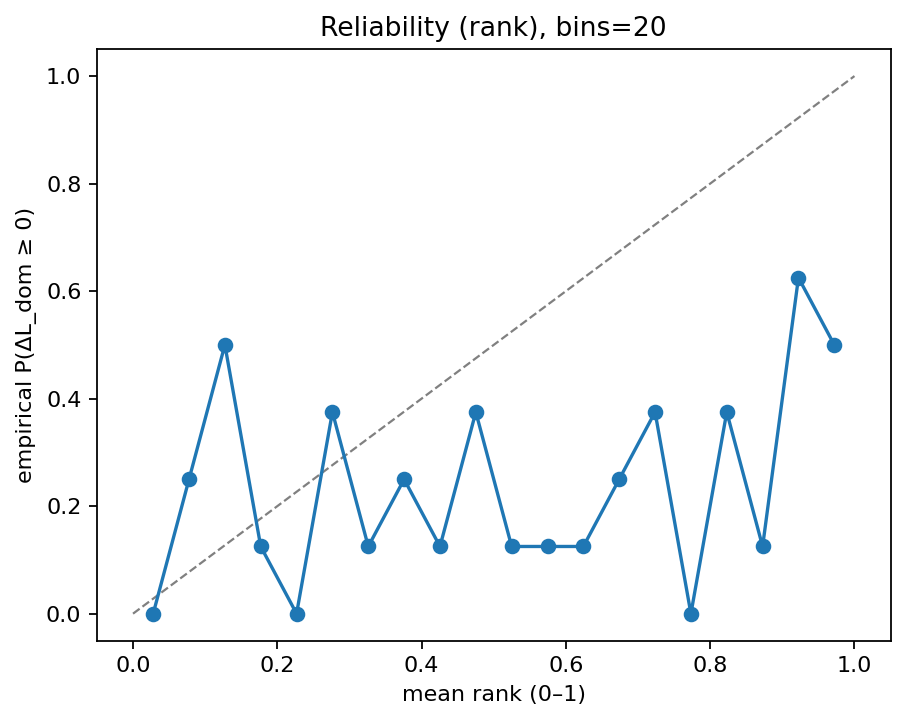 Reliability (rank), bins=20
1.0
0.8
0.6
0.4
0.2
0.0
empirical P(ΔL_dom ≥ 0)
0.0 0.2 0.4 0.6 0.8 1.0
mean rank (0–1)